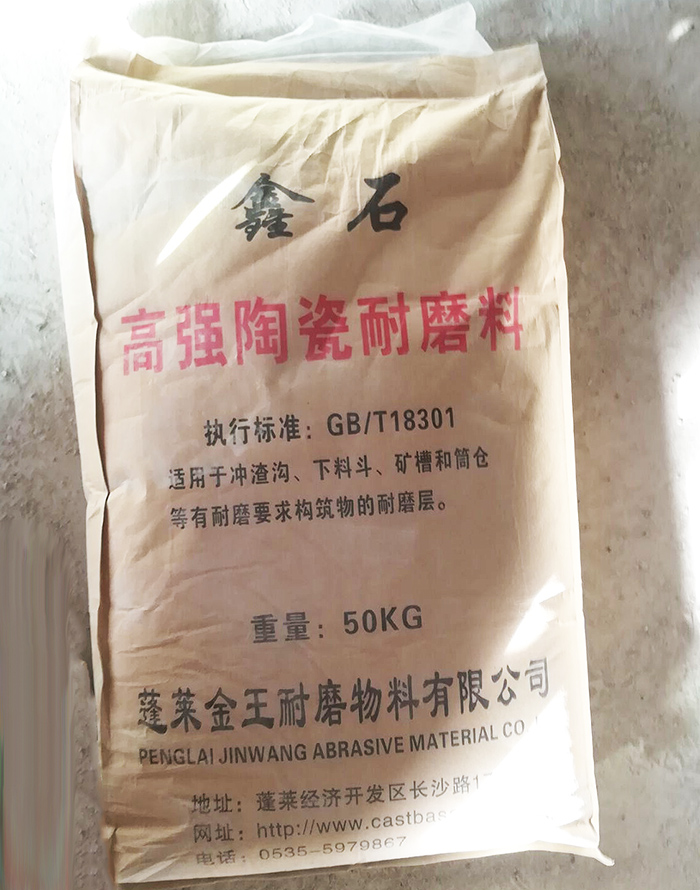 鑫石
高强陶瓷耐磨料
执行标准：GB/T18301
适用于冲渣沟、下料斗、矿槽和筒仓
等有耐磨要求构筑物的耐磨层。
重量：50KG
蓬莱金王耐磨物料有限公司
PENGLAI JINWANG ABRASIVE MATERIAL CO.
地址：蓬莱经济开发区长沙路
网址：http://www.castbas
电话：0535-5979867